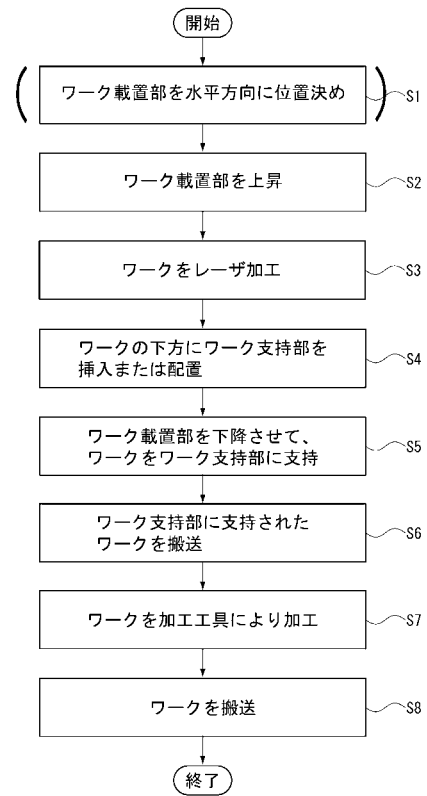 開始
ワーク載置部を水平方向に位置決め
S1
ワーク載置部を上昇
S2
ワークをレーザ加工
S3
ワークの下方にワーク支持部を
挿入または配置
S4
ワーク載置部を下降させて、
ワークをワーク支持部に支持
S5
ワーク支持部に支持された
ワークを搬送
S6
ワークを加工工具により加工
S7
ワークを搬送
S8
終了